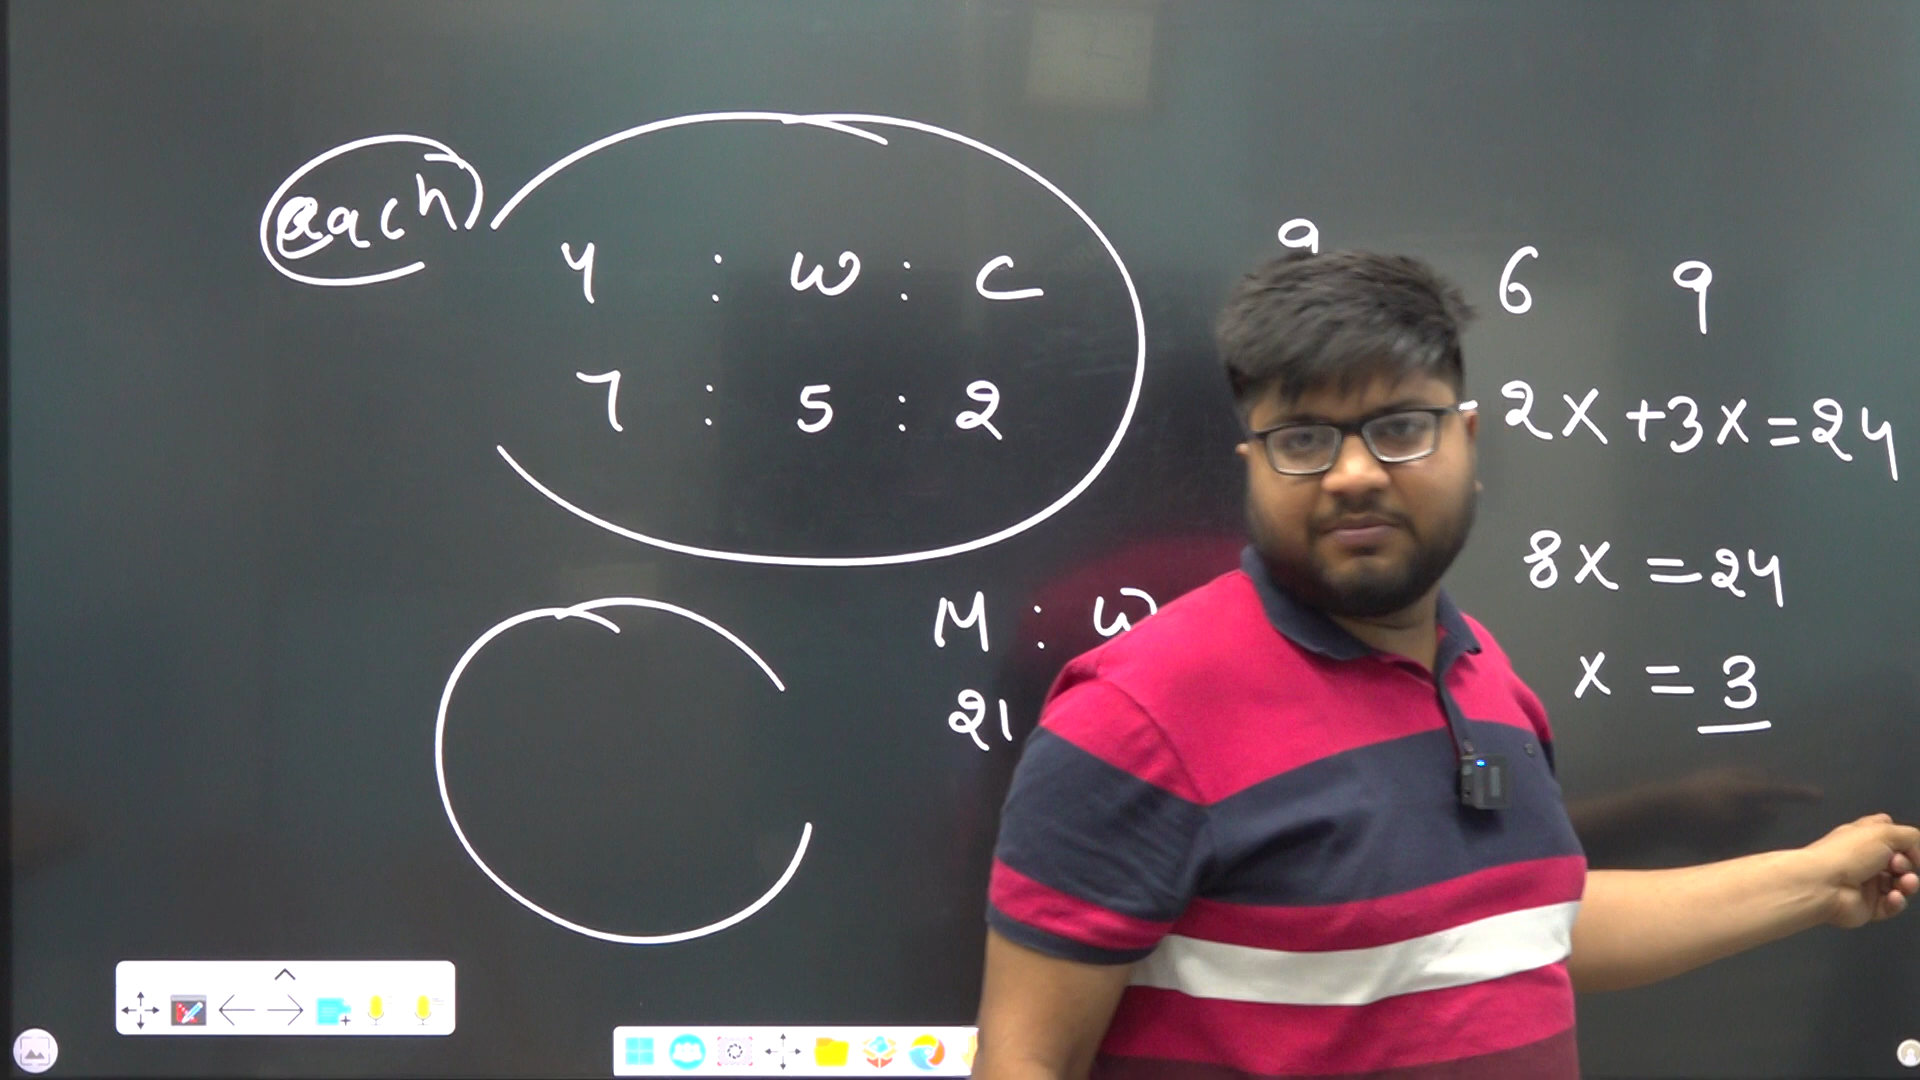 each
Y : W : C
7 : 5 : 2
M : W
21
9 6 9
2x + 3x = 24
8x = 24
x = 3